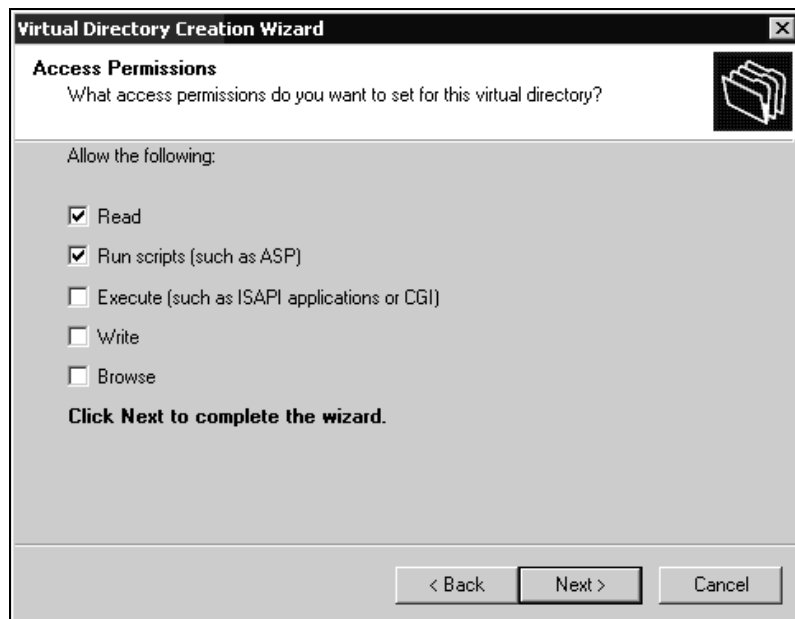 Virtual Directory Creation Wizard
Access Permissions
What access permissions do you want to set for this virtual directory?
Allow the following:
Read
Run scripts (such as ASP)
Execute (such as ISAPI applications or CGI)
Write
Browse
Click Next to complete the wizard.
< Back Next > Cancel